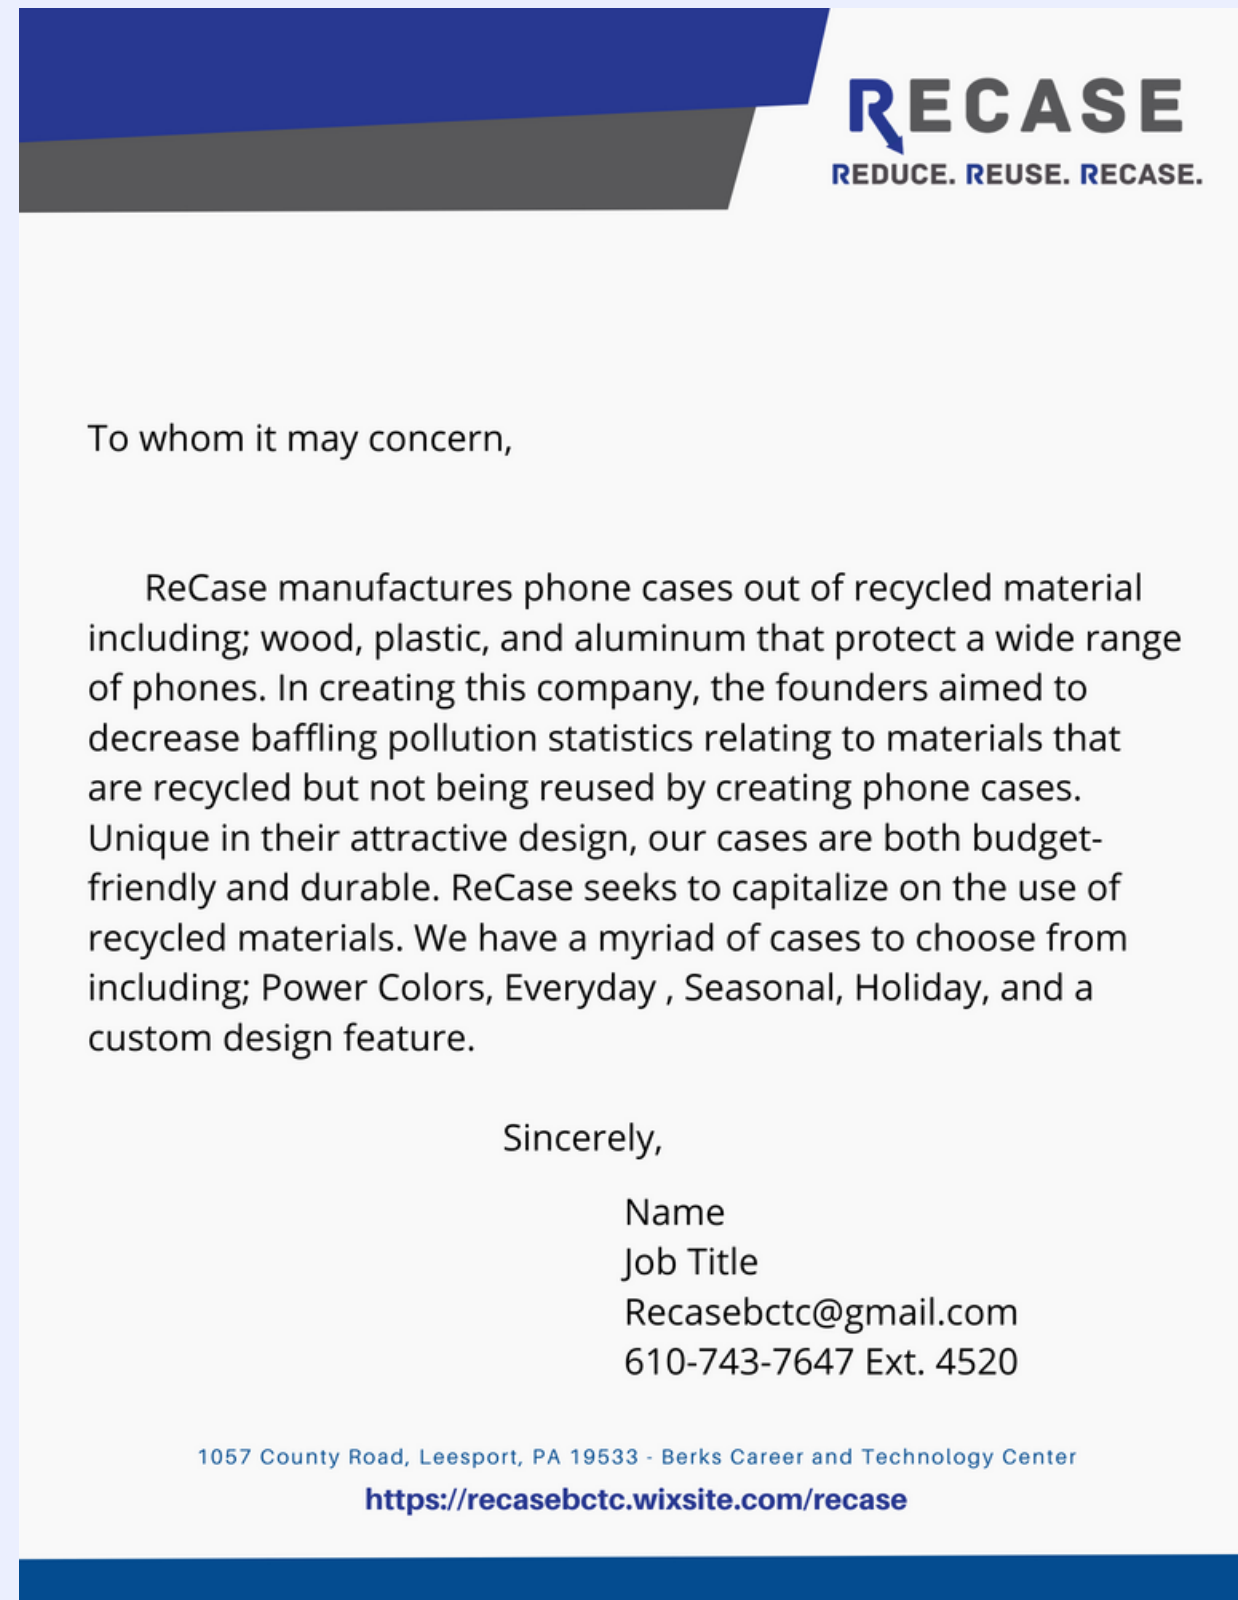 RECASE
REDUCE. REUSE. RECASE.
To whom it may concern,
ReCase manufactures phone cases out of recycled material
including; wood, plastic, and aluminum that protect a wide range
of phones. In creating this company, the founders aimed to
decrease baffling pollution statistics relating to materials that
are recycled but not being reused by creating phone cases.
Unique in their attractive design, our cases are both budget-
friendly and durable. ReCase seeks to capitalize on the use of
recycled materials. We have a myriad of cases to choose from
including; Power Colors, Everyday , Seasonal, Holiday, and a
custom design feature.
Sincerely,
Name
Job Title
Recasebctc@gmail.com
610-743-7647 Ext. 4520
1057 County Road, Leesport, PA 19533 - Berks Career and Technology Center
https://recasebctc.wixsite.com/recase